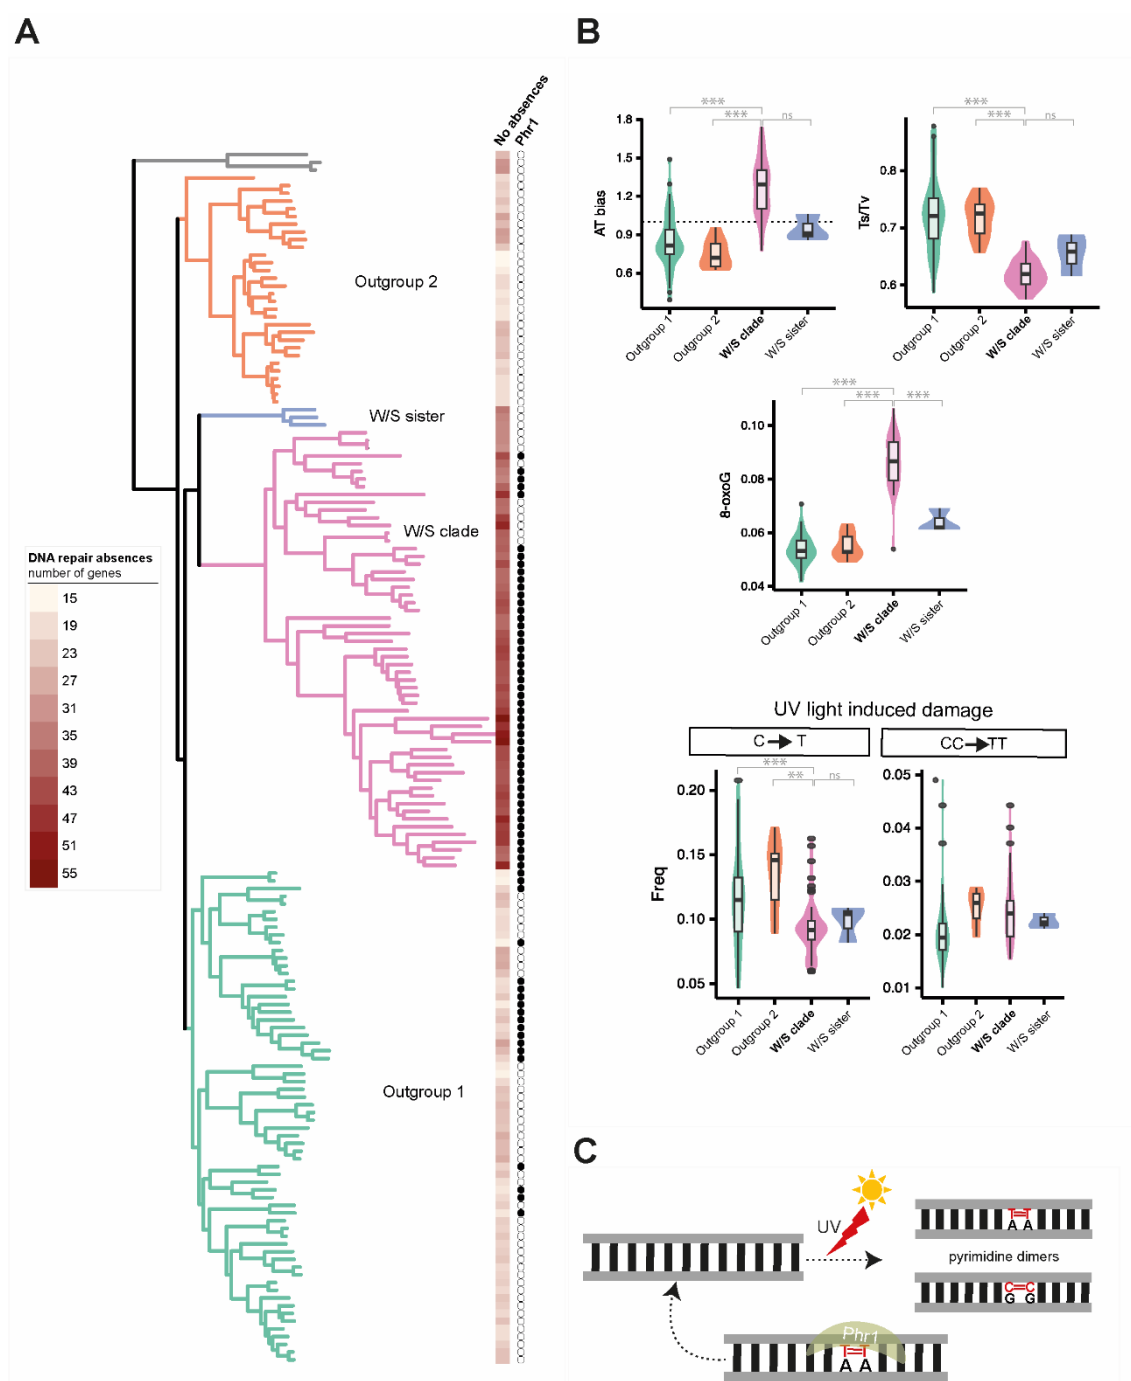 A
No absences
Phr1
Outgroup 2
W/S sister
W/S clade
DNA repair absences
number of genes
15
19
23
27
31
35
39
43
47
51
55
Outgroup 1
B
***
***
ns
1.8
1.5
1.2
0.9
0.6
AT bias
Outgroup 1
Outgroup 2
W/S clade
W/S sister
***
***
ns
0.8
0.7
0.6
Ts/Tv
Outgroup 1
Outgroup 2
W/S clade
W/S sister
***
***
***
0.10
0.08
0.06
0.04
8-oxoG
Outgroup 1
Outgroup 2
W/S clade
W/S sister
UV light induced damage
C T
***
**
ns
0.20
0.15
0.10
0.05
Freq
Outgroup 1
Outgroup 2
W/S clade
W/S sister
CC TT
0.05
0.04
0.03
0.02
0.01
Outgroup 1
Outgroup 2
W/S clade
W/S sister
C
UV
T T
A A
pyrimidine dimers
C C
G G
Phr1
T T
A A